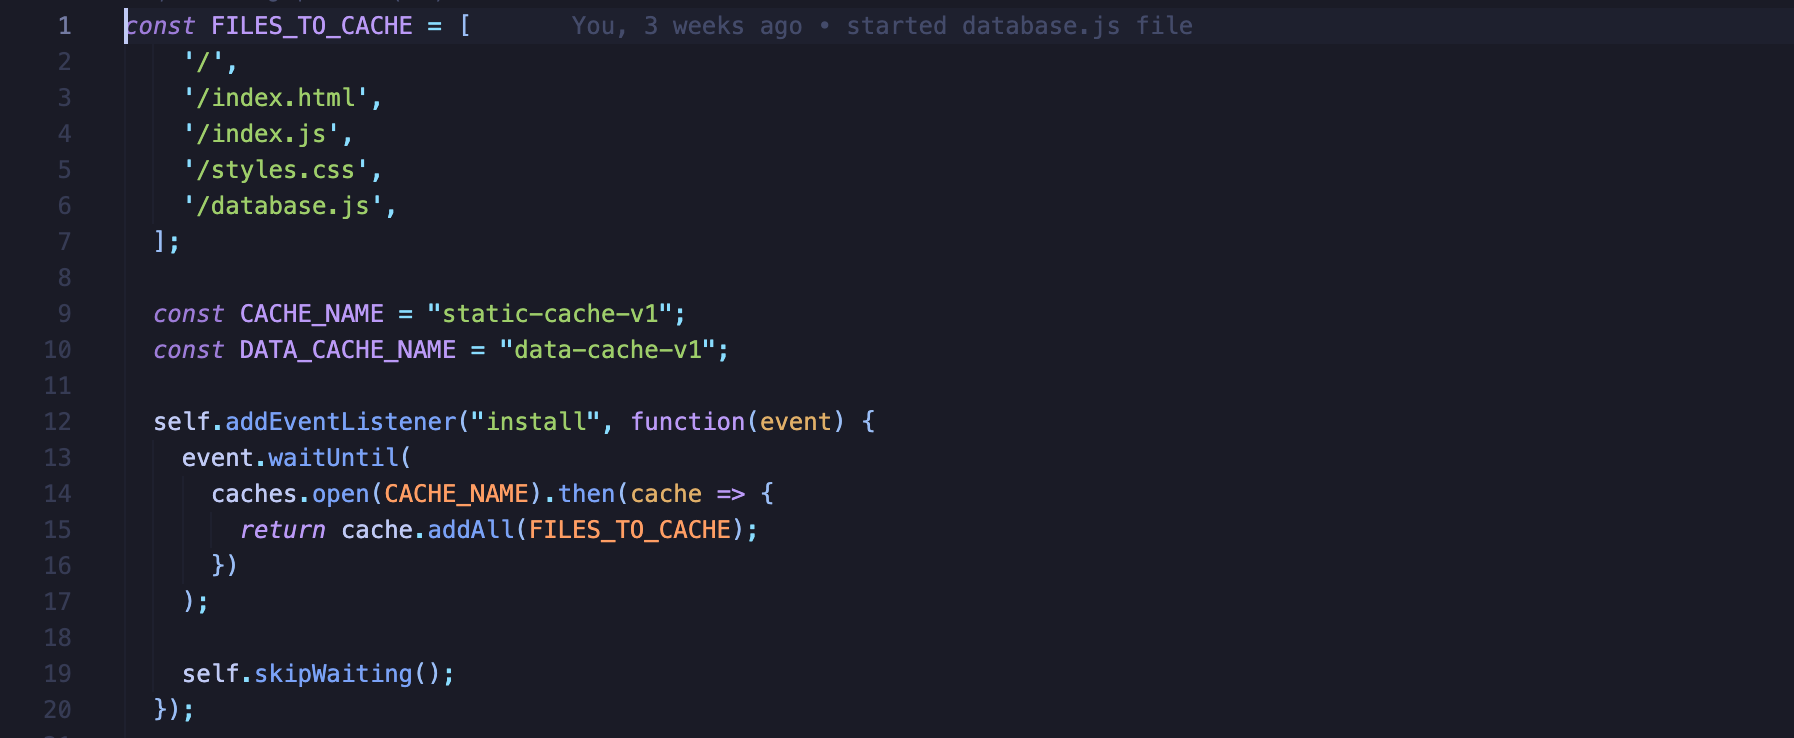 1 const FILES_TO_CACHE = [ You, 3 weeks ago • started database.js file
2 '/',
3 '/index.html',
4 '/index.js',
5 '/styles.css',
6 '/database.js',
7 ];
8
9 const CACHE_NAME = "static-cache-v1";
10 const DATA_CACHE_NAME = "data-cache-v1";
11
12 self.addEventListener("install", function(event) {
13 event.waitUntil(
14 caches.open(CACHE_NAME).then(cache => {
15 return cache.addAll(FILES_TO_CACHE);
16 })
17 );
18
19 self.skipWaiting();
20 });